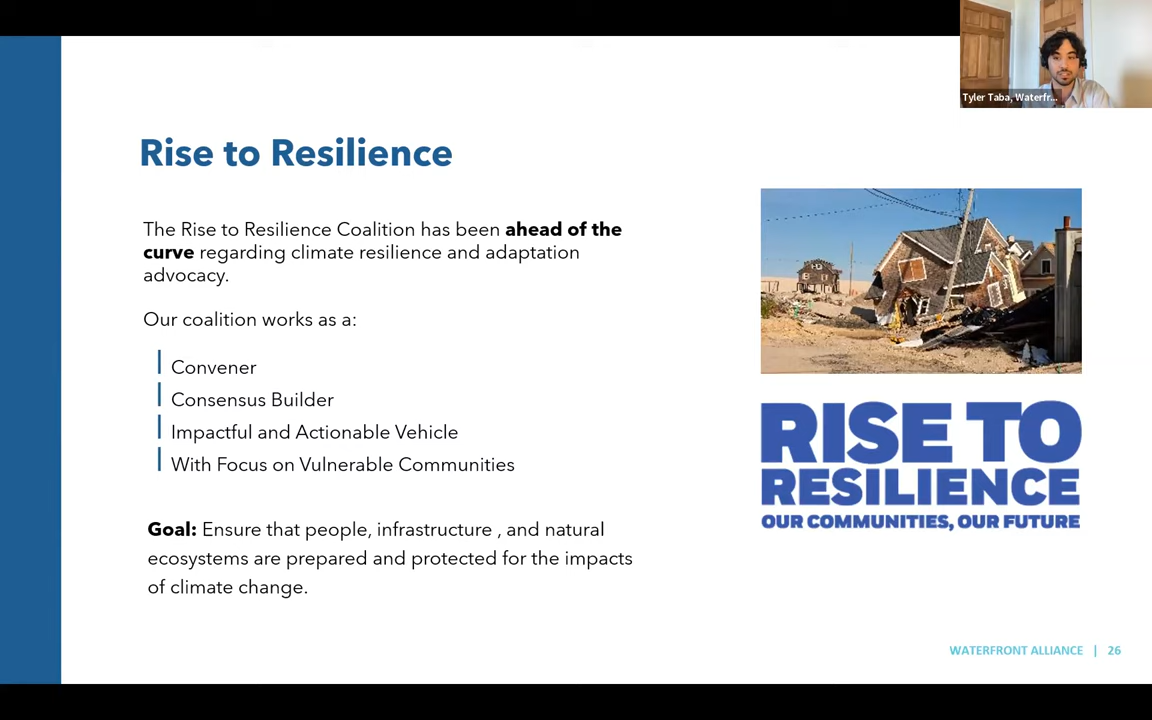 Tyler Taba, Waterfr...
Rise to Resilience
The Rise to Resilience Coalition has been ahead of the
curve regarding climate resilience and adaptation
advocacy.
Our coalition works as a:
Convener
Consensus Builder
Impactful and Actionable Vehicle
With Focus on Vulnerable Communities
Goal: Ensure that people, infrastructure , and natural
ecosystems are prepared and protected for the impacts
of climate change.
RISE TO
RESILIENCE
OUR COMMUNITIES, OUR FUTURE
WATERFRONT ALLIANCE | 26